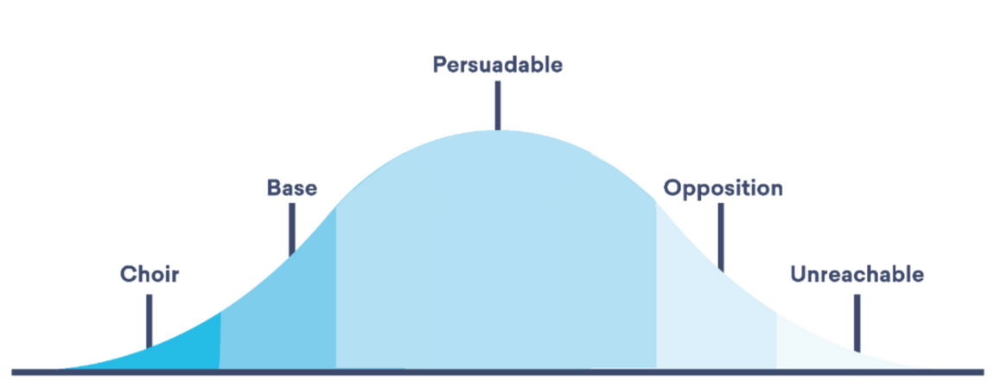 Persuadable
Base
Opposition
Choir
Unreachable